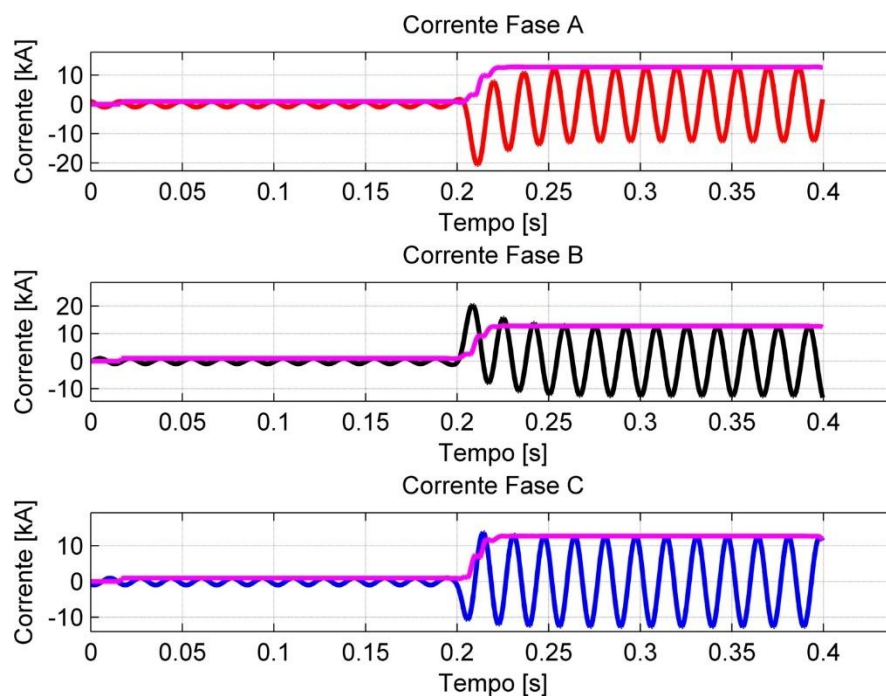 Corrente Fase A
Corrente [kA]
10
0
-10
-20
0 0.05 0.1 0.15 0.2 0.25 0.3 0.35 0.4
Tempo [s]
Corrente Fase B
Corrente [kA]
20
10
0
-10
0 0.05 0.1 0.15 0.2 0.25 0.3 0.35 0.4
Tempo [s]
Corrente Fase C
Corrente [kA]
10
0
-10
0 0.05 0.1 0.15 0.2 0.25 0.3 0.35 0.4
Tempo [s]